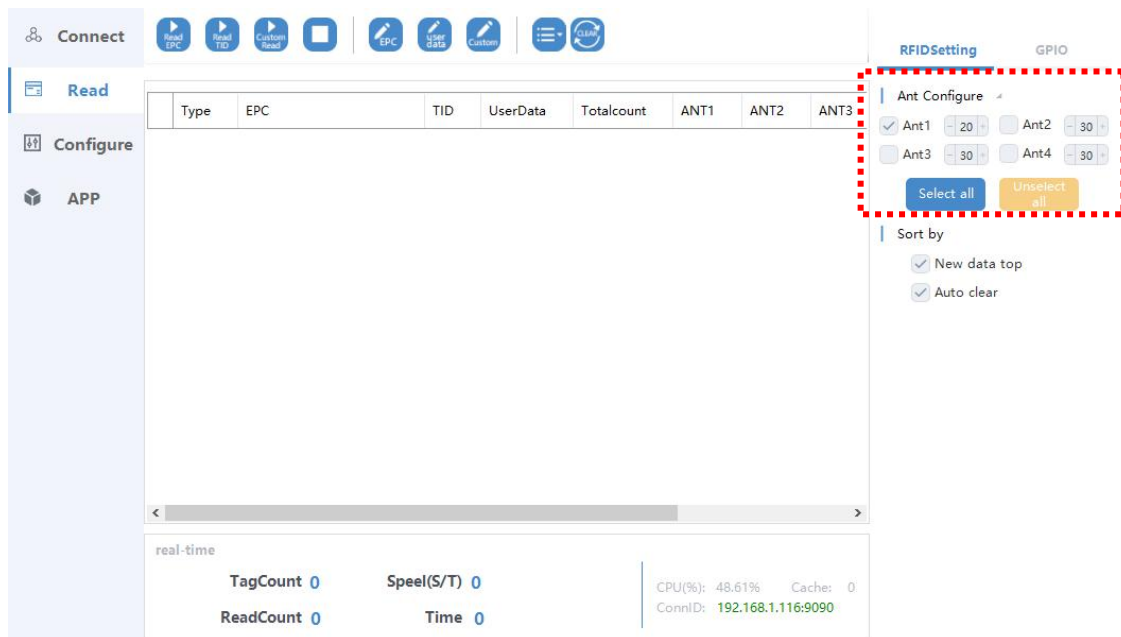 Connect
Read
Configure
APP
Read EPC
Read TID
Custom Read
EPC
user data
Custom
CLEAR
Type EPC TID UserData Totalcount ANT1 ANT2 ANT3
real-time
TagCount 0 Speel(S/T) 0
ReadCount 0 Time 0
CPU(%): 48.61% Cache: 0
ConnID: 192.168.1.116:9090
RFIDSetting GPIO
Ant Configure
Ant1 - 20 + Ant2 - 30 +
Ant3 - 30 + Ant4 - 30 +
Select all
Unselect
all
Sort by
New data top
Auto clear